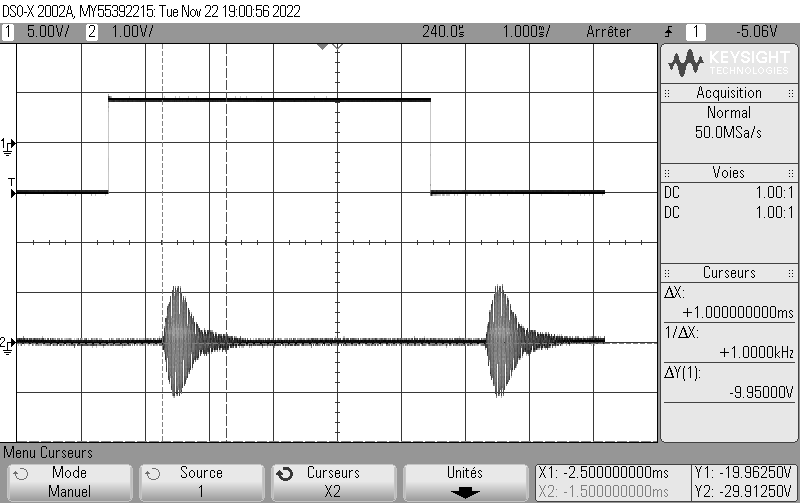 DSO-X 2002A, MY55392215: Tue Nov 22 19:00:56 2022
1 5.00V/ 2 1.00V/ 240.0s 1.000s/ Arrêter 1 -5.06V
KEYSIGHT
TECHNOLOGIES
Acquisition
Normal
50.0MSa/s
Voies
DC 1.00:1
DC 1.00:1
Curseurs
ΔX:
+1.000000000ms
1/ΔX:
+1.0000kHz
ΔY(1):
-9.95000V
1
T
2
Menu Curseurs
Mode
Manuel
Source
1
Curseurs
X2
Unités
X1: -2.500000000ms
X2: -1.500000000ms
Y1: -19.96250V
Y2: -29.91250V